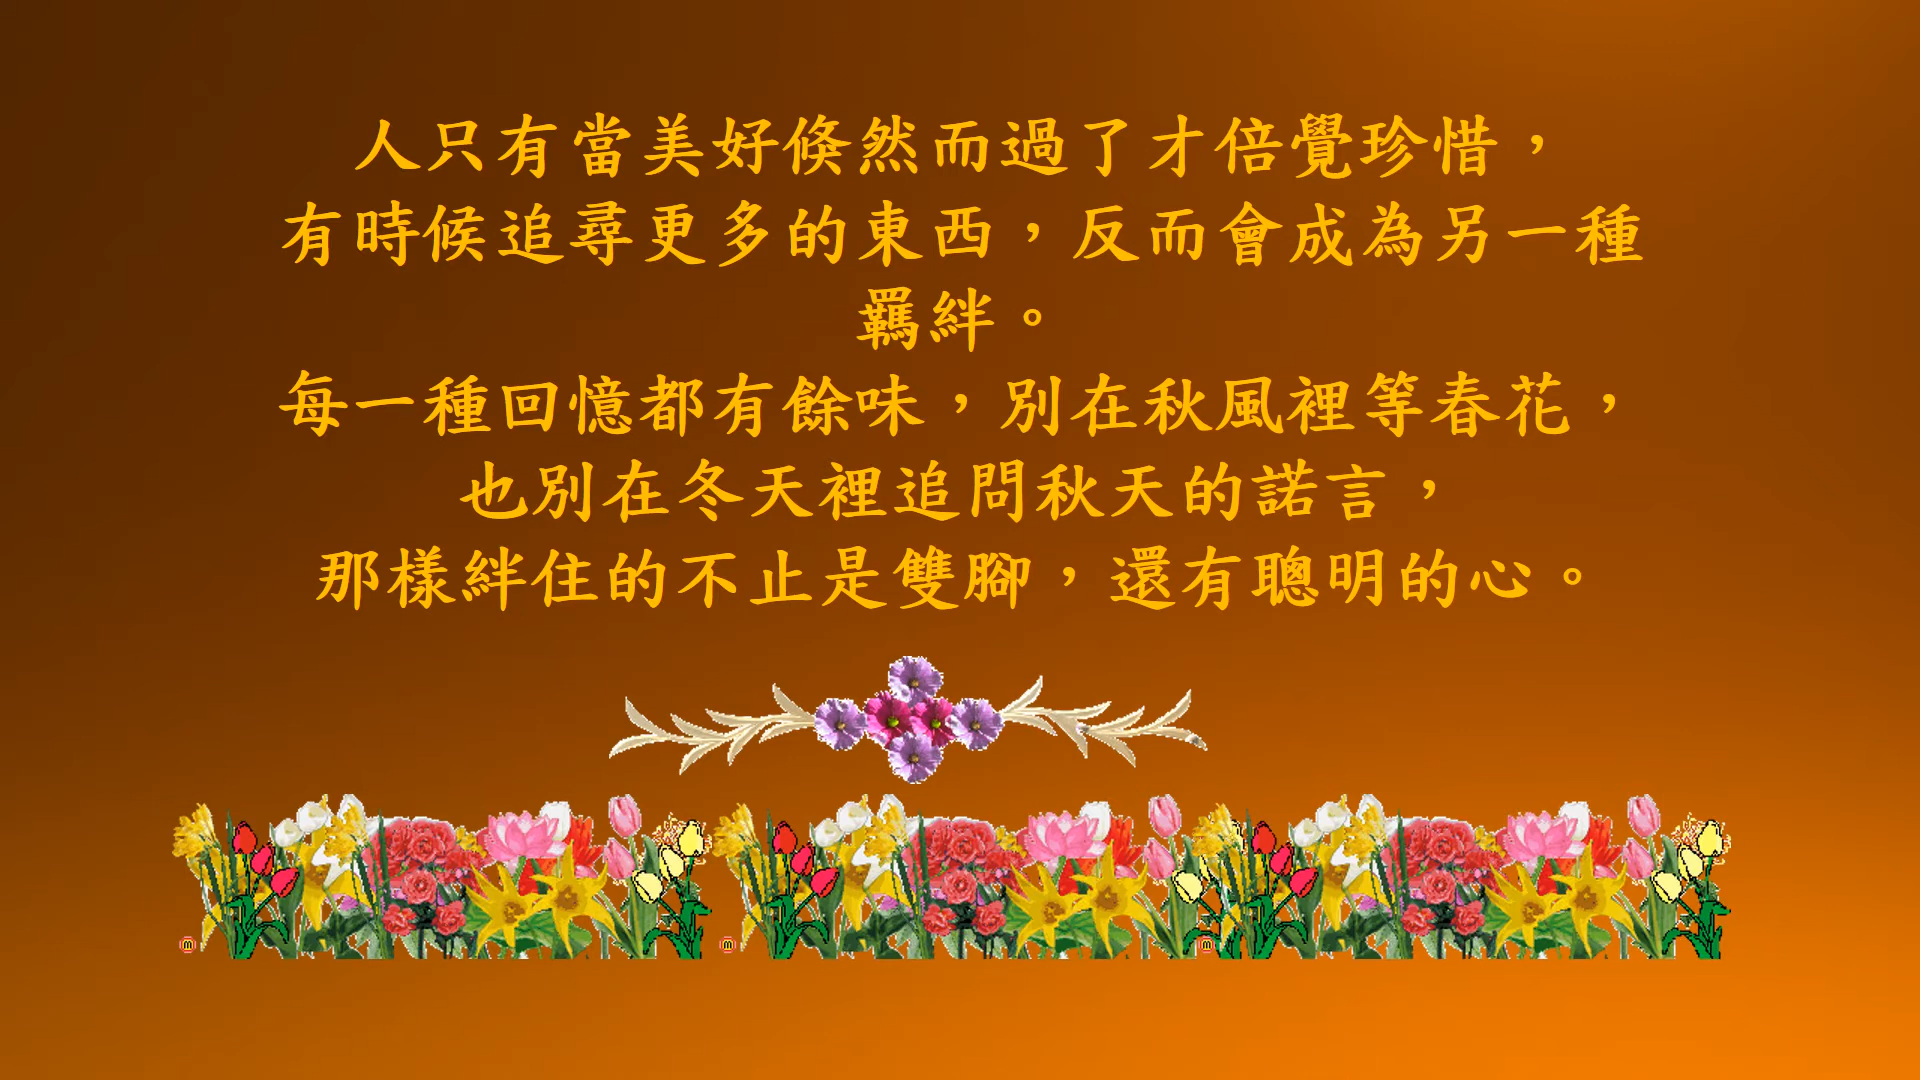 人只有當美好倏然而過了才倍覺珍惜，
有時候追尋更多的東西，反而會成為另一種
羈絆。
每一種回憶都有餘味，別在秋風裡等春花，
也別在冬天裡追問秋天的諾言，
那樣絆住的不止是雙腳，還有聰明的心。